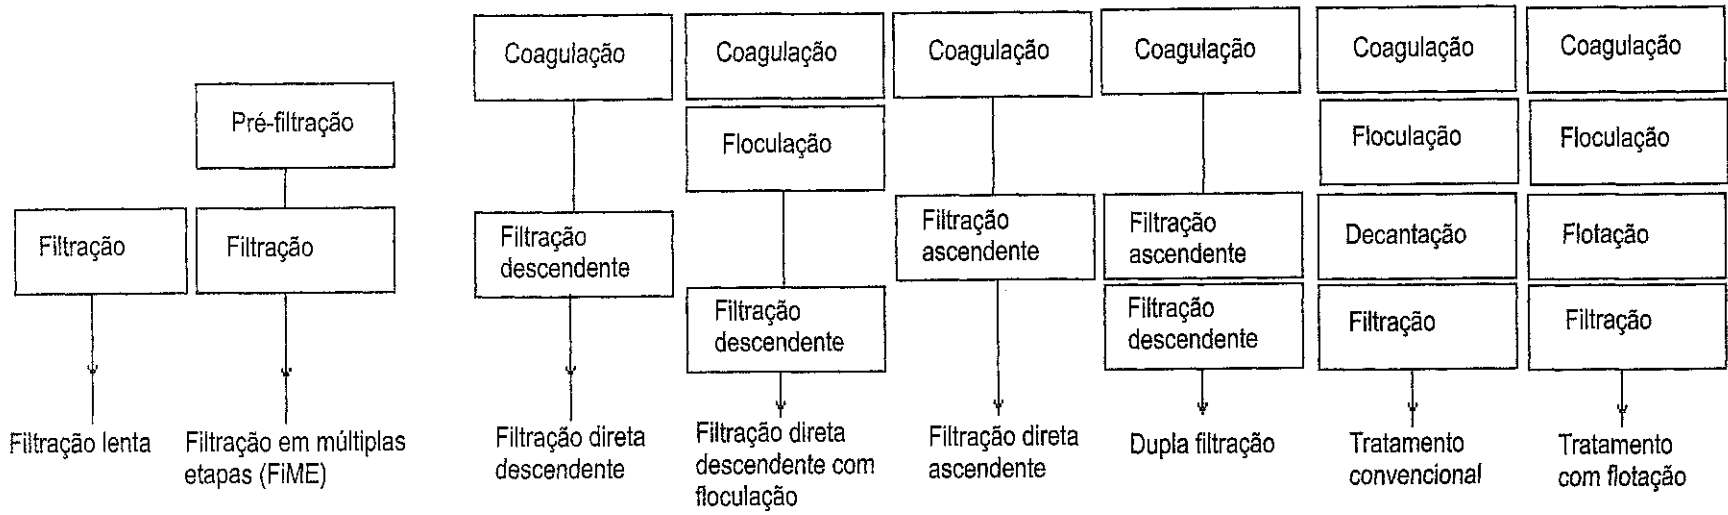 Filtração
Filtração lenta
Pré-filtração
Filtração
Filtração em múltiplas
etapas (FiME)
Coagulação
Filtração
descendente
Filtração direta
descendente
Coagulação
Floculação
Filtração
descendente
Filtração direta
descendente com
floculação
Coagulação
Filtração
ascendente
Filtração direta
ascendente
Coagulação
Filtração
ascendente
Filtração
descendente
Dupla filtração
Coagulação
Floculação
Decantação
Filtração
Tratamento
convencional
Coagulação
Floculação
Flotação
Filtração
Tratamento
com flotação